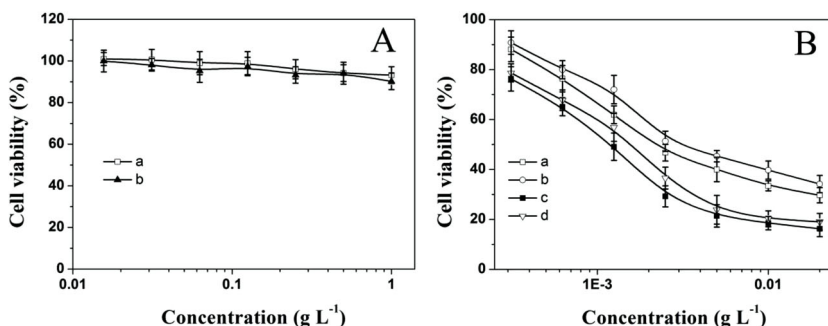 A
120
100
80
60
40
20
0
Cell viability (%)
a
b
0.01
0.1
1
Concentration (g L⁻¹)
B
100
80
60
40
20
0
Cell viability (%)
a
b
c
d
1E-3
0.01
Concentration (g L⁻¹)